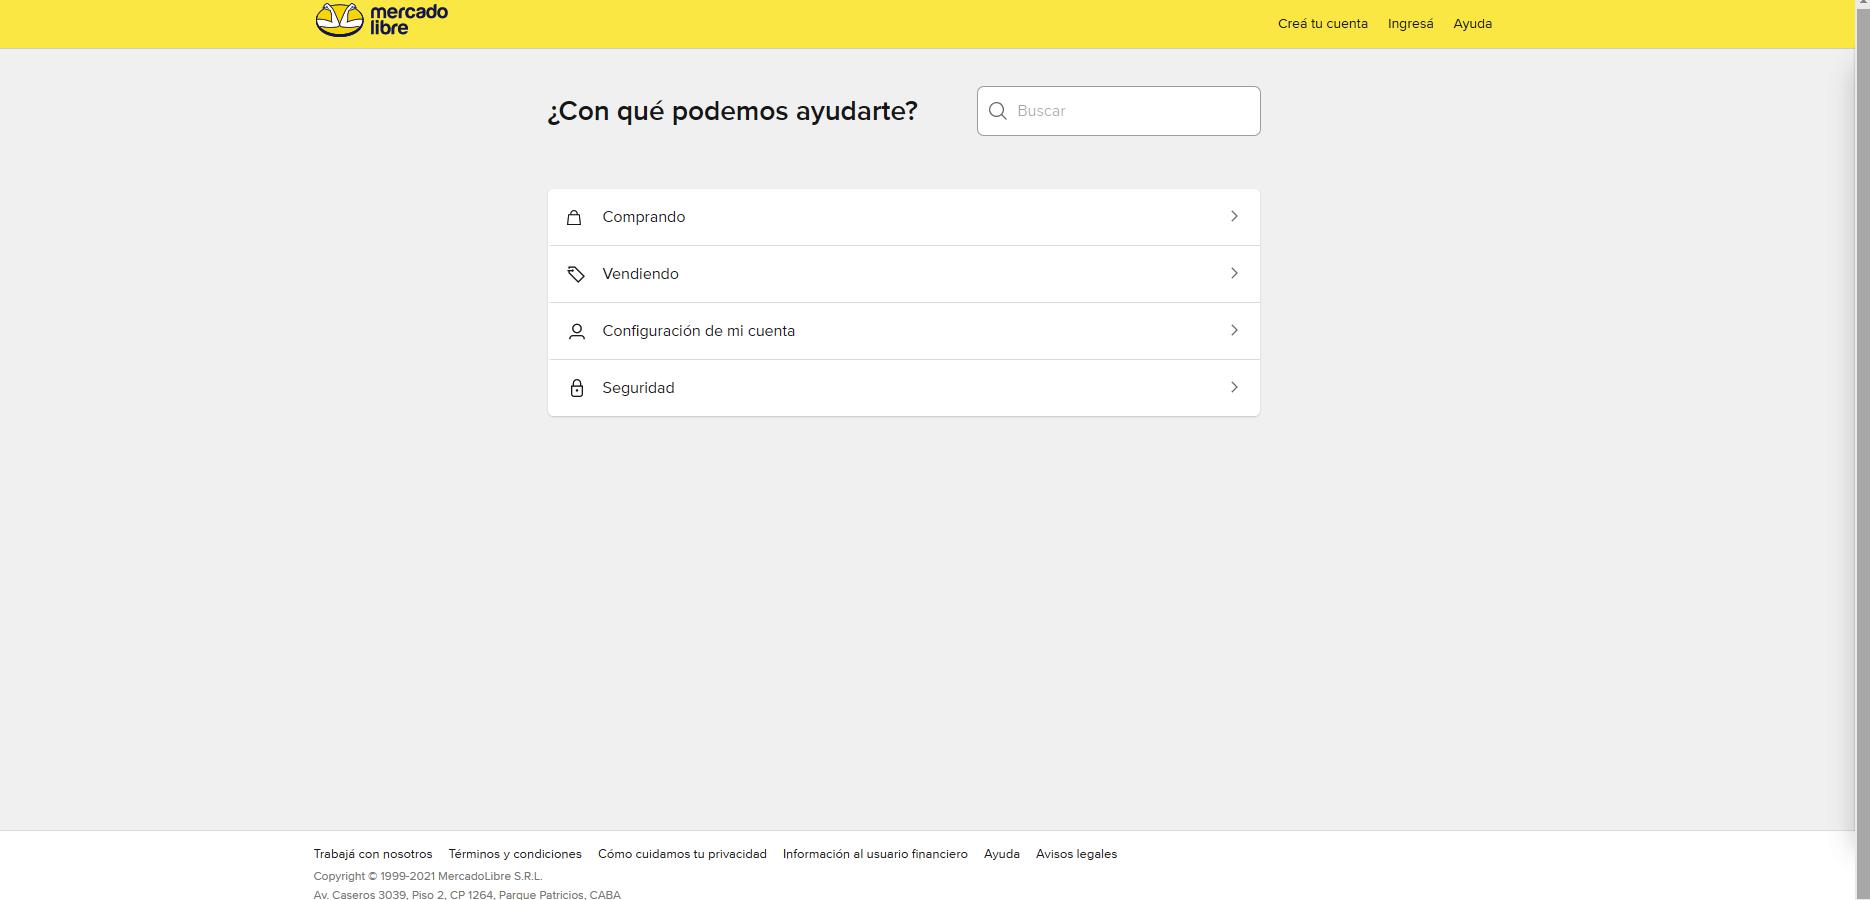 mercado
libre
Creá tu cuenta Ingresá Ayuda
¿Con qué podemos ayudarte?
Buscar
Comprando
Vendiendo
Configuración de mi cuenta
Seguridad
Trabajá con nosotros Términos y condiciones Cómo cuidamos tu privacidad Información al usuario financiero Ayuda Avisos legales
Copyright © 1999-2021 MercadoLibre S.R.L.
Av. Caseros 3039, Piso 2, CP 1264, Parque Patricios, CABA